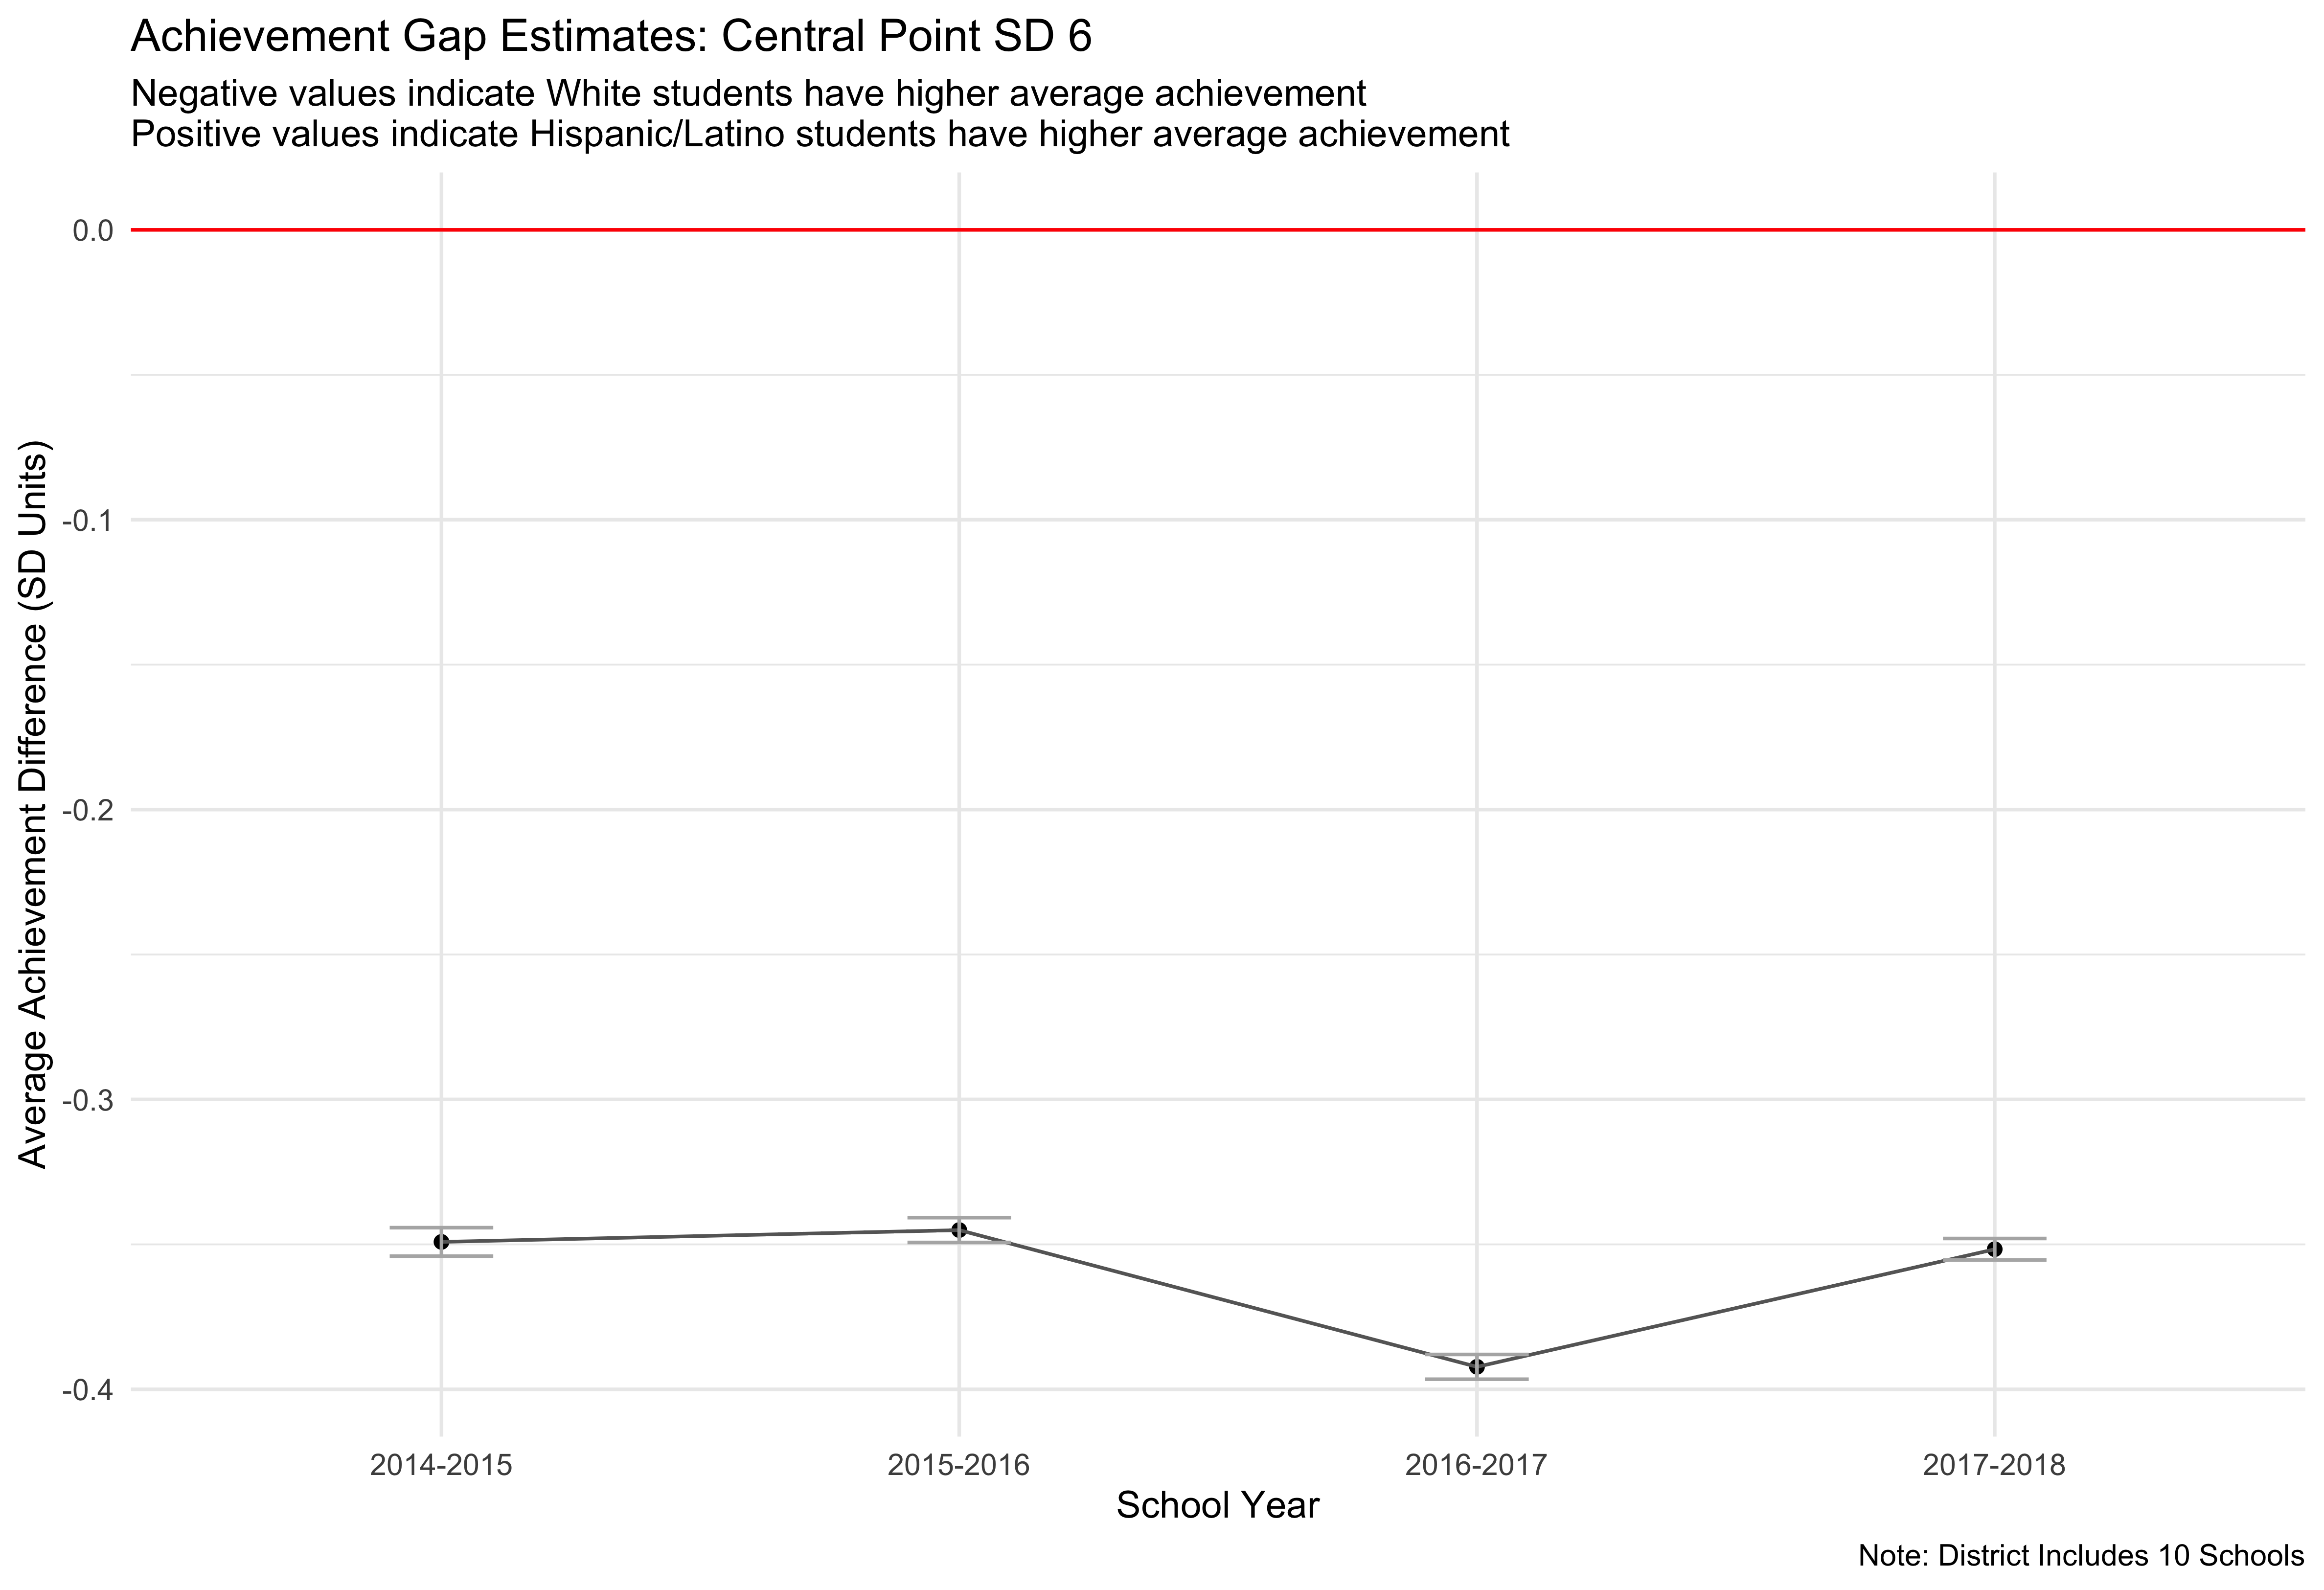 Achievement Gap Estimates: Central Point SD 6
Negative values indicate White students have higher average achievement
Positive values indicate Hispanic/Latino students have higher average achievement
Average Achievement Difference (SD Units)
0.0
-0.1
-0.2
-0.3
-0.4
2014-2015
2015-2016
2016-2017
2017-2018
School Year
Note: District Includes 10 Schools